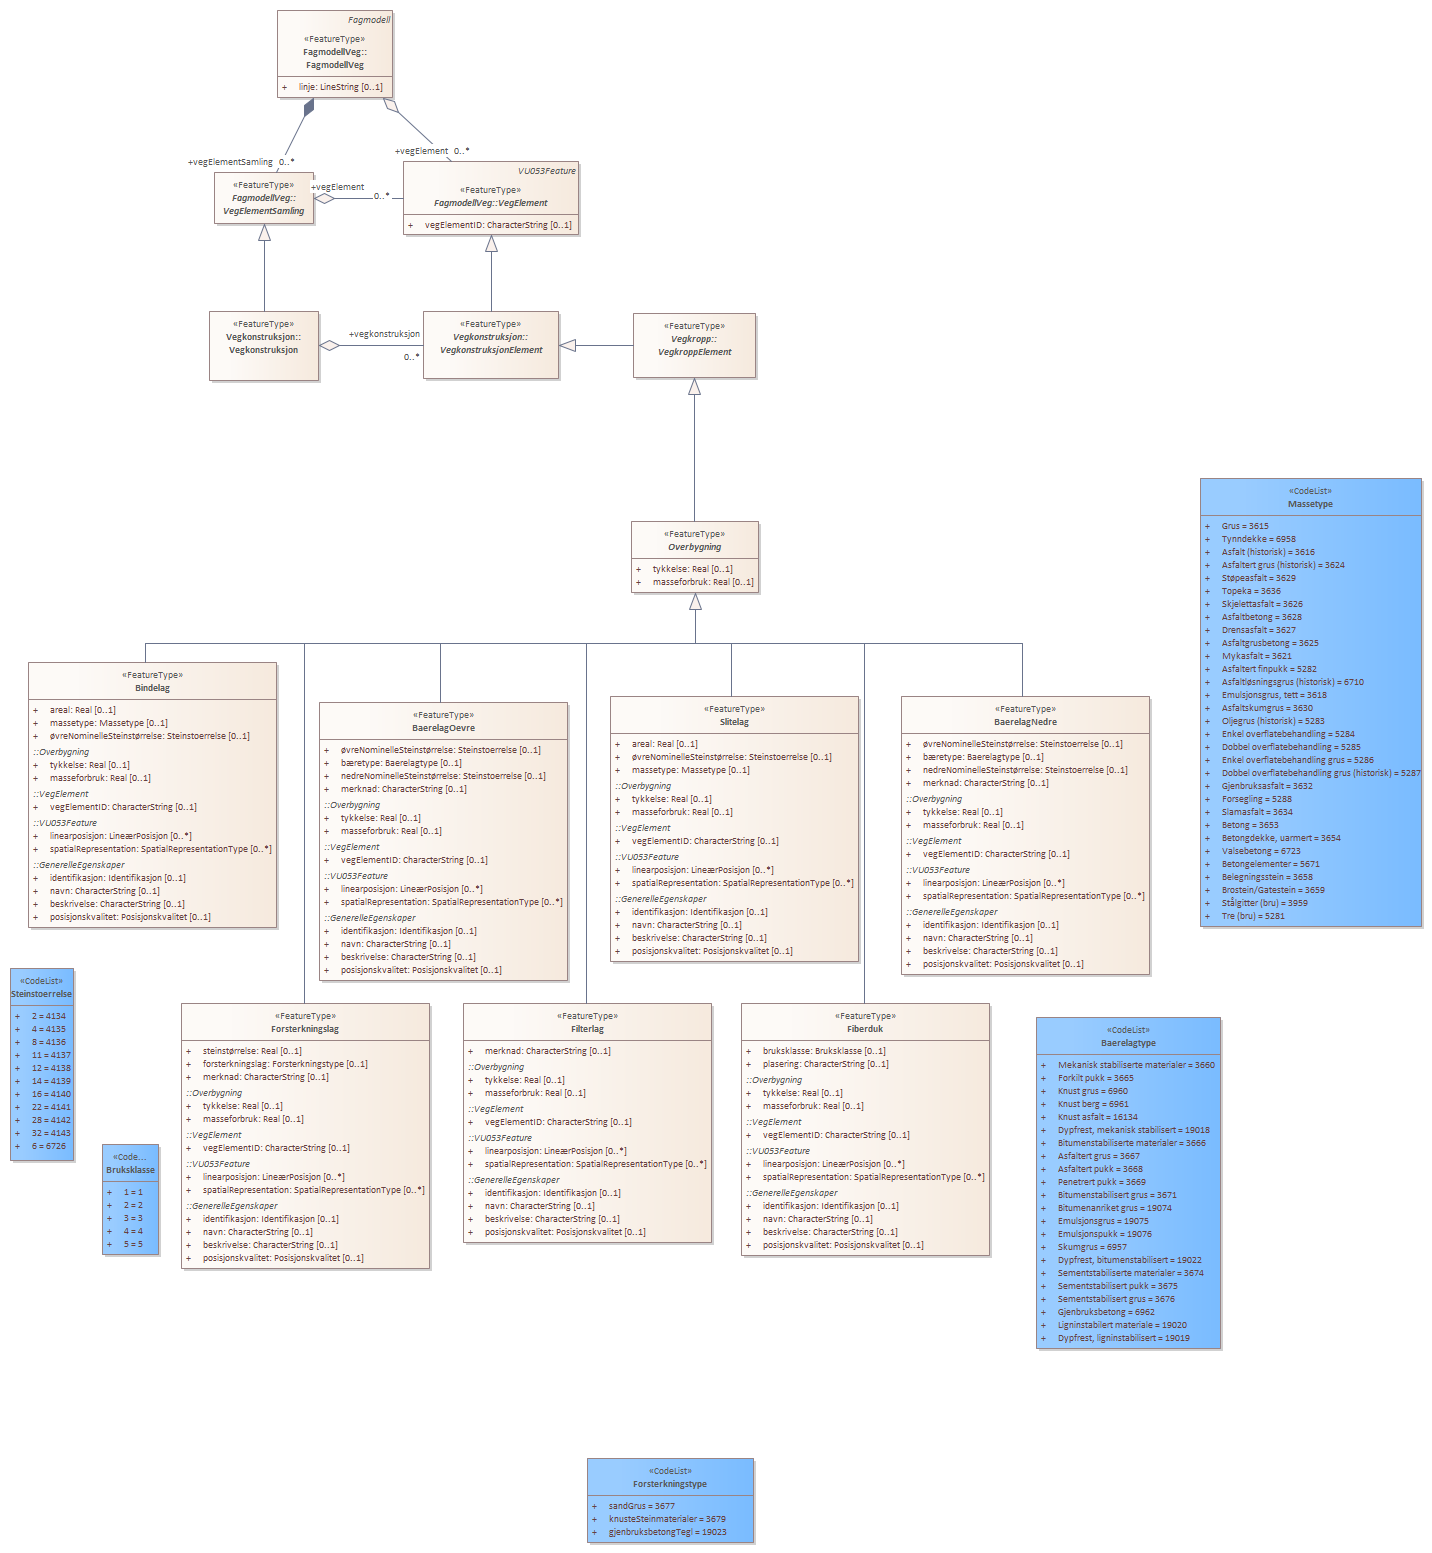 Fagmodell
«FeatureType»
FagmodellVeg::
FagmodellVeg
+ linje: LineString [0..1]
+vegElementSamling 0..*
+vegElement 0..*
«FeatureType»
FagmodellVeg::
VegElementSamling
+vegElement
0..*
VU053Feature
«FeatureType»
FagmodellVeg::VegElement
+ vegElementID: CharacterString [0..1]
«FeatureType»
Vegkonstruksjon::
Vegkonstruksjon
+vegkonstruksjon
0..*
«FeatureType»
Vegkonstruksjon::
VegkonstruksjonElement
«FeatureType»
Vegkropp::
VegkroppElement
«FeatureType»
Overbygning
+ tykkelse: Real [0..1]
+ masseforbruk: Real [0..1]
«CodeList»
Massetype
+ Grus = 3615
+ Tynndekke = 6958
+ Asfalt (historisk) = 3616
+ Asfaltert grus (historisk) = 3624
+ Støpeasfalt = 3629
+ Topeka = 3636
+ Skjelettasfalt = 3626
+ Asfaltbetong = 3628
+ Drensasfalt = 3627
+ Asfaltgrusbetong = 3625
+ Mykasfalt = 3621
+ Asfaltert finpukk = 5282
+ Asfaltløsningsgrus (historisk) = 6710
+ Emulsjonsgrus, tett = 3618
+ Asfaltskumgrus = 3630
+ Oljegrus (historisk) = 5283
+ Enkel overflatebehandling = 5284
+ Dobbel overflatebehandling = 5285
+ Enkel overflatebehandling grus = 5286
+ Dobbel overflatebehandling grus (historisk) = 5287
+ Gjenbruksasfalt = 3632
+ Forsegling = 5288
+ Slamasfalt = 3634
+ Betong = 3653
+ Betongdekke, uarmert = 3654
+ Valsebetong = 6723
+ Betongelementer = 5671
+ Belegningsstein = 3658
+ Brostein/Gatestein = 3659
+ Stålgitter (bru) = 3959
+ Tre (bru) = 5281
«FeatureType»
Bindelag
+ areal: Real [0..1]
+ massetype: Massetype [0..1]
+ øvreNominelleSteinstørrelse: Steinstoerrelse [0..1]
::Overbygning
+ tykkelse: Real [0..1]
+ masseforbruk: Real [0..1]
::VegElement
+ vegElementID: CharacterString [0..1]
::VU053Feature
+ linearposisjon: LineærPosisjon [0..*]
+ spatialRepresentation: SpatialRepresentationType [0..*]
::GenerelleEgenskaper
+ identifikasjon: Identifikasjon [0..1]
+ navn: CharacterString [0..1]
+ beskrivelse: CharacterString [0..1]
+ posisjonskvalitet: Posisjonskvalitet [0..1]
«FeatureType»
BaerelagOevre
+ øvreNominelleSteinstørrelse: Steinstoerrelse [0..1]
+ bæretype: Baerelagtype [0..1]
+ nedreNominelleSteinstørrelse: Steinstoerrelse [0..1]
+ merknad: CharacterString [0..1]
::Overbygning
+ tykkelse: Real [0..1]
+ masseforbruk: Real [0..1]
::VegElement
+ vegElementID: CharacterString [0..1]
::VU053Feature
+ linearposisjon: LineærPosisjon [0..*]
+ spatialRepresentation: SpatialRepresentationType [0..*]
::GenerelleEgenskaper
+ identifikasjon: Identifikasjon [0..1]
+ navn: CharacterString [0..1]
+ beskrivelse: CharacterString [0..1]
+ posisjonskvalitet: Posisjonskvalitet [0..1]
«FeatureType»
Slitelag
+ areal: Real [0..1]
+ øvreNominelleSteinstørrelse: Steinstoerrelse [0..1]
+ massetype: Massetype [0..1]
::Overbygning
+ tykkelse: Real [0..1]
+ masseforbruk: Real [0..1]
::VegElement
+ vegElementID: CharacterString [0..1]
::VU053Feature
+ linearposisjon: LineærPosisjon [0..*]
+ spatialRepresentation: SpatialRepresentationType [0..*]
::GenerelleEgenskaper
+ identifikasjon: Identifikasjon [0..1]
+ navn: CharacterString [0..1]
+ beskrivelse: CharacterString [0..1]
+ posisjonskvalitet: Posisjonskvalitet [0..1]
«FeatureType»
BaerelagNedre
+ øvreNominelleSteinstørrelse: Steinstoerrelse [0..1]
+ bæretype: Baerelagtype [0..1]
+ nedreNominelleSteinstørrelse: Steinstoerrelse [0..1]
+ merknad: CharacterString [0..1]
::Overbygning
+ tykkelse: Real [0..1]
+ masseforbruk: Real [0..1]
::VegElement
+ vegElementID: CharacterString [0..1]
::VU053Feature
+ linearposisjon: LineærPosisjon [0..*]
+ spatialRepresentation: SpatialRepresentationType [0..*]
::GenerelleEgenskaper
+ identifikasjon: Identifikasjon [0..1]
+ navn: CharacterString [0..1]
+ beskrivelse: CharacterString [0..1]
+ posisjonskvalitet: Posisjonskvalitet [0..1]
«CodeList»
Steinstoerrelse
+ 2 = 4134
+ 4 = 4135
+ 8 = 4136
+ 11 = 4137
+ 12 = 4138
+ 14 = 4139
+ 16 = 4140
+ 22 = 4141
+ 28 = 4142
+ 32 = 4143
+ 6 = 6726
«Code...
Bruksklasse
+ 1 = 1
+ 2 = 2
+ 3 = 3
+ 4 = 4
+ 5 = 5
«FeatureType»
Forsterkningslag
+ steinstørrelse: Real [0..1]
+ forsterkningslag: Forsterkningstype [0..1]
+ merknad: CharacterString [0..1]
::Overbygning
+ tykkelse: Real [0..1]
+ masseforbruk: Real [0..1]
::VegElement
+ vegElementID: CharacterString [0..1]
::VU053Feature
+ linearposisjon: LineærPosisjon [0..*]
+ spatialRepresentation: SpatialRepresentationType [0..*]
::GenerelleEgenskaper
+ identifikasjon: Identifikasjon [0..1]
+ navn: CharacterString [0..1]
+ beskrivelse: CharacterString [0..1]
+ posisjonskvalitet: Posisjonskvalitet [0..1]
«FeatureType»
Filterlag
+ merknad: CharacterString [0..1]
::Overbygning
+ tykkelse: Real [0..1]
+ masseforbruk: Real [0..1]
::VegElement
+ vegElementID: CharacterString [0..1]
::VU053Feature
+ linearposisjon: LineærPosisjon [0..*]
+ spatialRepresentation: SpatialRepresentationType [0..*]
::GenerelleEgenskaper
+ identifikasjon: Identifikasjon [0..1]
+ navn: CharacterString [0..1]
+ beskrivelse: CharacterString [0..1]
+ posisjonskvalitet: Posisjonskvalitet [0..1]
«FeatureType»
Fiberduk
+ bruksklasse: Bruksklasse [0..1]
+ plasering: CharacterString [0..1]
::Overbygning
+ tykkelse: Real [0..1]
+ masseforbruk: Real [0..1]
::VegElement
+ vegElementID: CharacterString [0..1]
::VU053Feature
+ linearposisjon: LineærPosisjon [0..*]
+ spatialRepresentation: SpatialRepresentationType [0..*]
::GenerelleEgenskaper
+ identifikasjon: Identifikasjon [0..1]
+ navn: CharacterString [0..1]
+ beskrivelse: CharacterString [0..1]
+ posisjonskvalitet: Posisjonskvalitet [0..1]
«CodeList»
Baerelagtype
+ Mekanisk stabiliserte materialer = 3660
+ Forkilt pukk = 3665
+ Knust grus = 6960
+ Knust berg = 6961
+ Knust asfalt = 16134
+ Dypfrest, mekanisk stabilisert = 19018
+ Bitumenstabiliserte materialer = 3666
+ Asfaltert grus = 3667
+ Asfaltert pukk = 3668
+ Penetrert pukk = 3669
+ Bitumenstabilisert grus = 3671
+ Bitumenanriket grus = 19074
+ Emulsjonsgrus = 19075
+ Emulsjonspukk = 19076
+ Skumgrus = 6957
+ Dypfrest, bitumenstabilisert = 19022
+ Sementstabiliserte materialer = 3674
+ Sementstabilisert pukk = 3675
+ Sementstabilisert grus = 3676
+ Gjenbruksbetong = 6962
+ Ligninstabilert materiale = 19020
+ Dypfrest, ligninstabilisert = 19019
«CodeList»
Forsterkningstype
+ sandGrus = 3677
+ knusteSteinmaterialer = 3679
+ gjenbruksbetongTegl = 19023